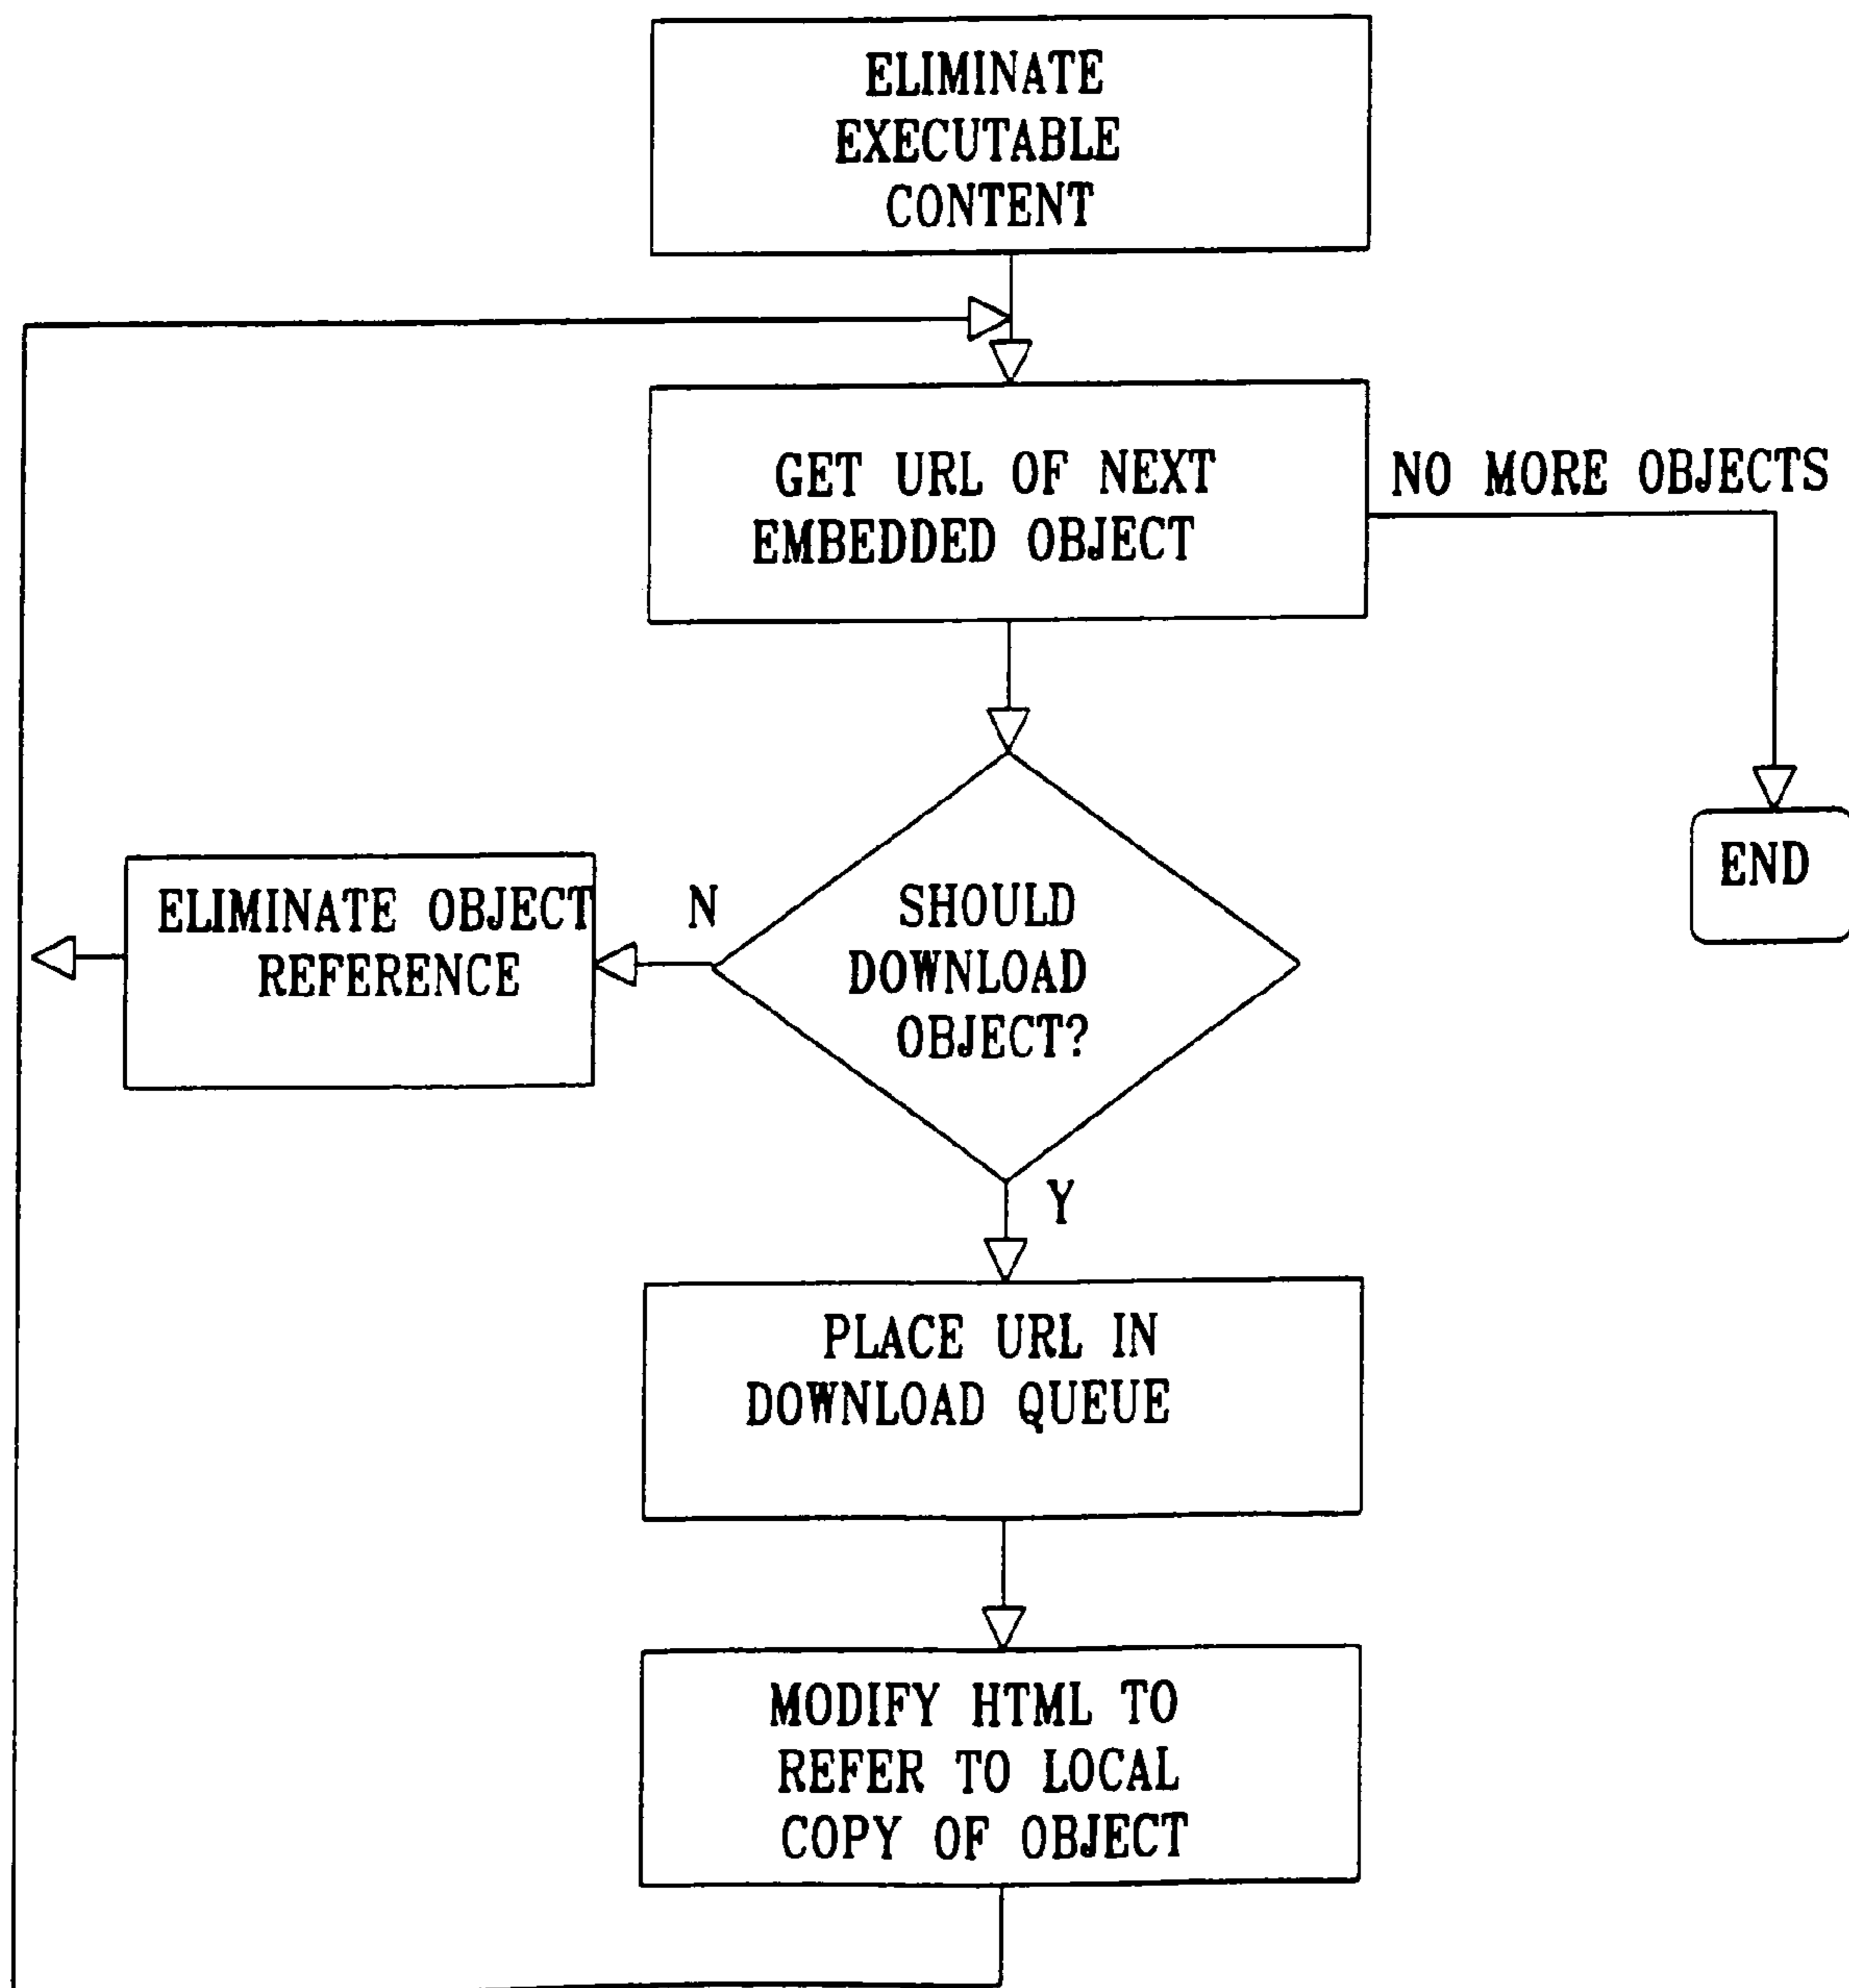 ELIMINATE
EXECUTABLE
CONTENT
GET URL OF NEXT
EMBEDDED OBJECT
NO MORE OBJECTS
END
ELIMINATE OBJECT
REFERENCE
N
SHOULD
DOWNLOAD
OBJECT?
Y
PLACE URL IN
DOWNLOAD QUEUE
MODIFY HTML TO
REFER TO LOCAL
COPY OF OBJECT